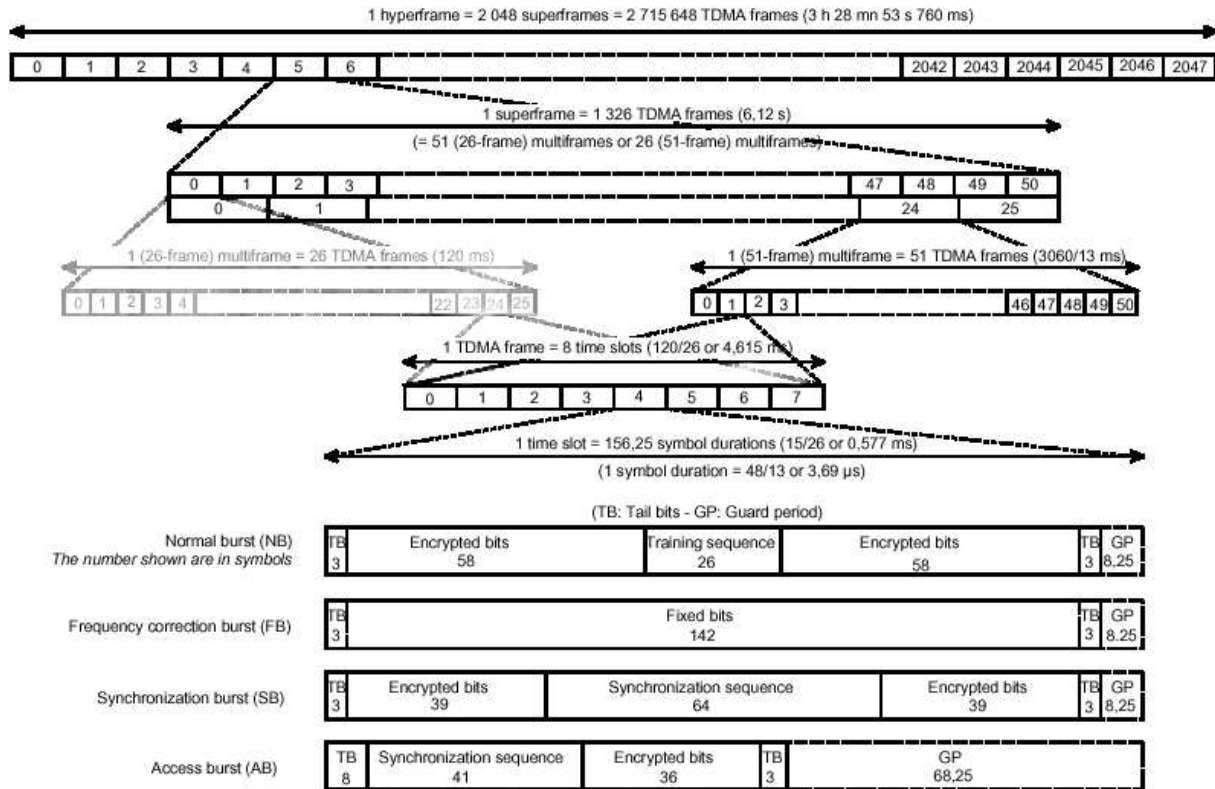 1 hyperframe = 2 048 superframes = 2 715 648 TDMA frames (3 h 28 mn 53 s 760 ms)
0 1 2 3 4 5 6 2042 2043 2044 2045 2046 2047
1 superframe = 1 326 TDMA frames (6,12 s)
(= 51 (26-frame) multiframes or 26 (51-frame) multiframes)
0 1 2 3 47 48 49 50
0 1 24 25
1 (26-frame) multiframe = 26 TDMA frames (120 ms)
1 (51-frame) multiframe = 51 TDMA frames (3060/13 ms)
0 1 2 3 4 22 23 24 25
0 1 2 3 46 47 48 49 50
1 TDMA frame = 8 time slots (120/26 or 4,615 ms)
0 1 2 3 4 5 6 7
1 time slot = 156,25 symbol durations (15/26 or 0,577 ms)
(1 symbol duration = 48/13 or 3,69 µs)
(TB: Tail bits - GP: Guard period)
Normal burst (NB)
The number shown are in symbols
TB Encrypted bits Training sequence Encrypted bits TB GP
3 58 26 58 3 8,25
Frequency correction burst (FB)
TB Fixed bits TB GP
3 142 3 8.25
Synchronization burst (SB)
TB Encrypted bits Synchronization sequence Encrypted bits TB GP
3 39 64 39 3 8,25
Access burst (AB)
TB Synchronization sequence Encrypted bits TB GP
8 41 36 3 68,25